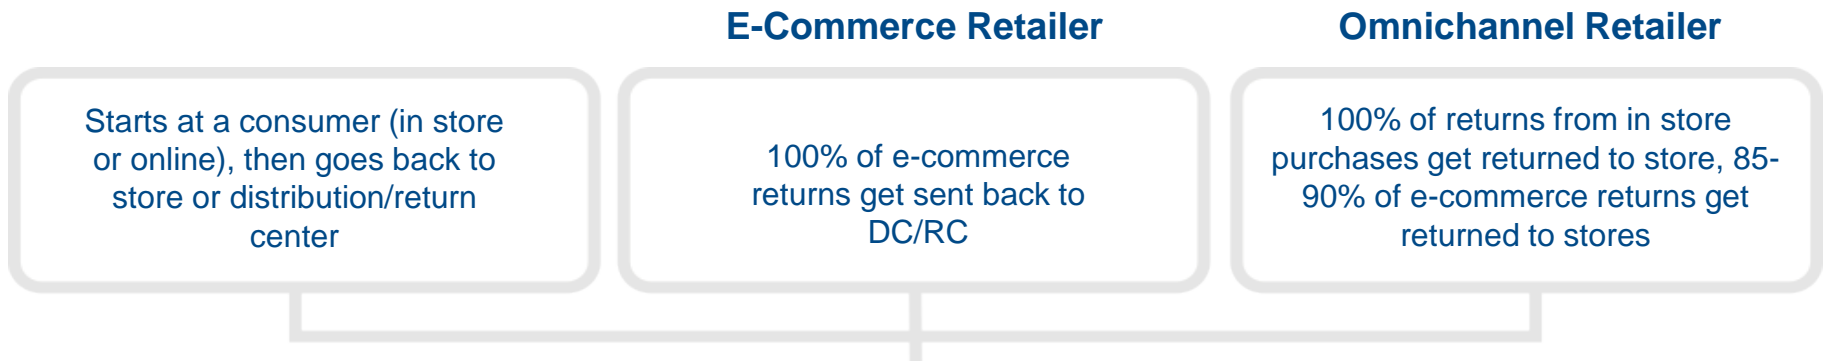 E-Commerce Retailer
Omnichannel Retailer
Starts at a consumer (in store
or online), then goes back to
store or distribution/return
center
100% of e-commerce
returns get sent back to
DC/RC
100% of returns from in store
purchases get returned to store, 85-
90% of e-commerce returns get
returned to stores